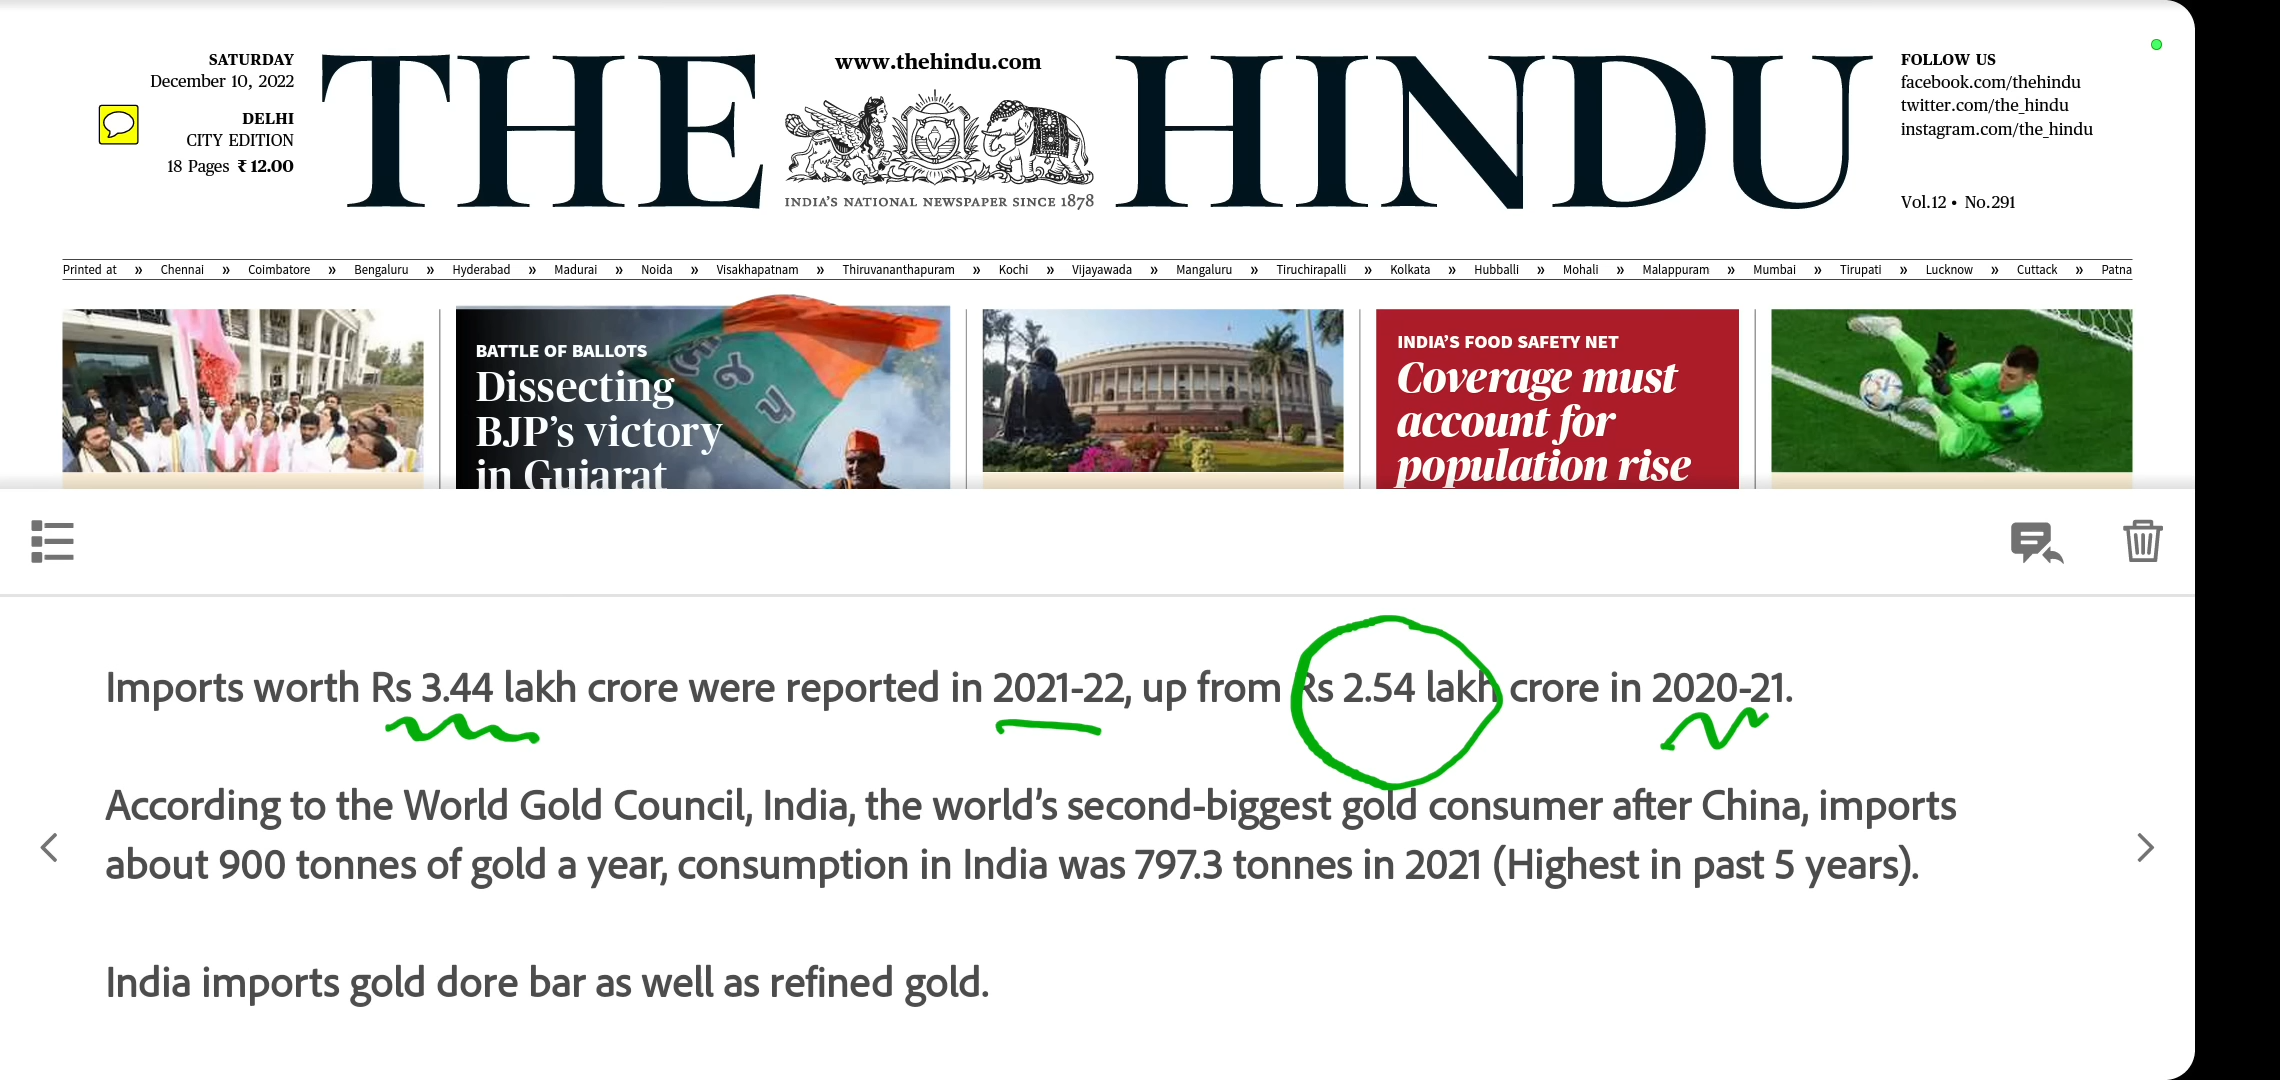 SATURDAY
December 10, 2022
DELHI
CITY EDITION
18 Pages ₹ 12.00
THE HINDU
www.thehindu.com
INDIA'S NATIONAL NEWSPAPER SINCE 1878
FOLLOW US
facebook.com/thehindu
twitter.com/the_hindu
instagram.com/the_hindu
Vol.12 • No.291
Printed at » Chennai » Coimbatore » Bengaluru » Hyderabad » Madurai » Noida » Visakhapatnam » Thiruvananthapuram » Kochi » Vijayawada » Mangaluru » Tiruchirapalli » Kolkata » Hubballi » Mohali » Malappuram » Mumbai » Tirupati » Lucknow » Cuttack » Patna
BATTLE OF BALLOTS
Dissecting
BJP's victory
in Gujarat
INDIA'S FOOD SAFETY NET
Coverage must
account for
population rise
Imports worth Rs 3.44 lakh crore were reported in 2021-22, up from Rs 2.54 lakh crore in 2020-21.
According to the World Gold Council, India, the world's second-biggest gold consumer after China, imports
about 900 tonnes of gold a year, consumption in India was 797.3 tonnes in 2021 (Highest in past 5 years).
India imports gold dore bar as well as refined gold.